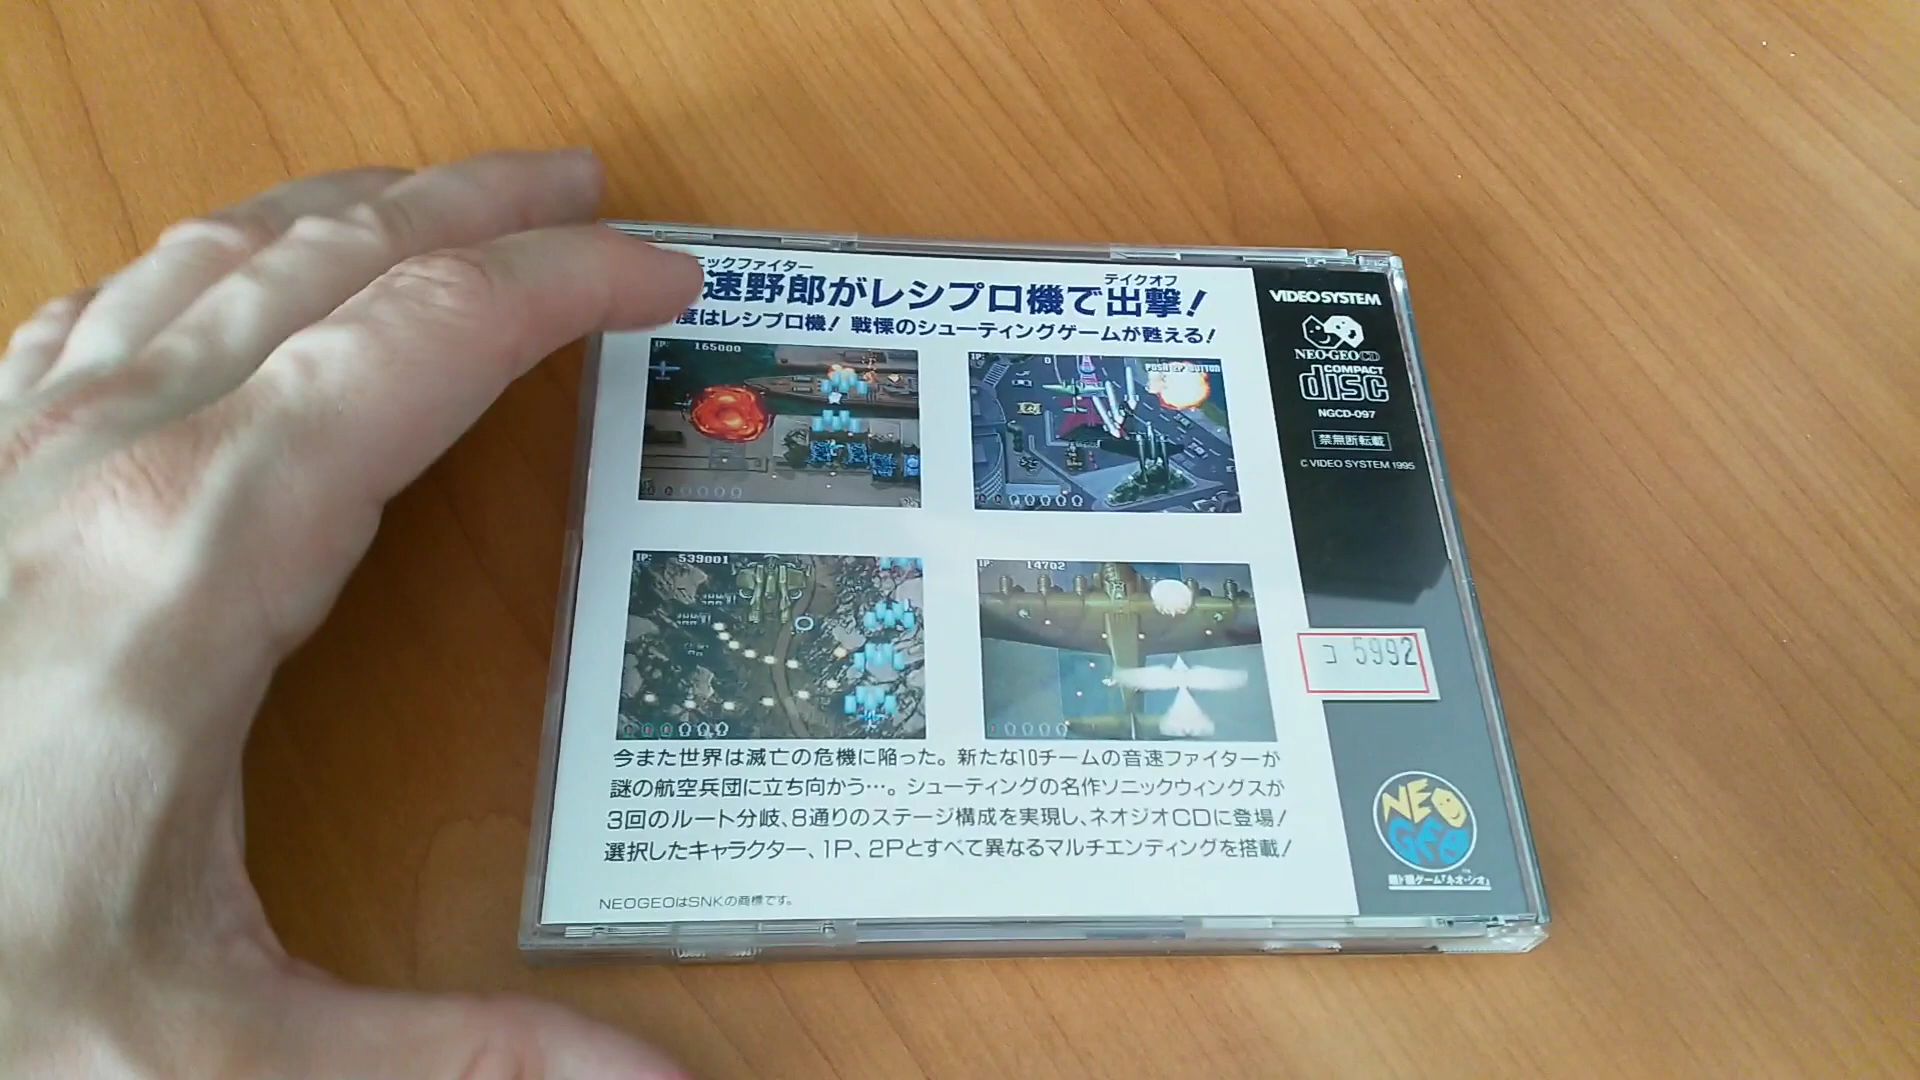 ニックファイター
テイクオフ
速野郎がレシプロ機で出撃!
度はレシプロ機! 戦慄のシューティングゲームが甦える!
1P: 165000
1P: 0
PUSH 2P BUTTON
1P: 539001
1P: 14702
今また世界は滅亡の危機に陥った。新たな10チームの音速ファイターが
謎の航空兵団に立ち向かう…。シューティングの名作ソニックウィングスが
3回のルート分岐、8通りのステージ構成を実現し、ネオジオCDに登場!
選択したキャラクター、1P、2Pとすべて異なるマルチエンディングを搭載!
NEOGEOはSNKの商標です。
VIDEO SYSTEM
NEO·GEO CD
COMPACT
disc
NGCD-097
禁無断転載
© VIDEO SYSTEM 1995
コ 5992
NEO
GEO